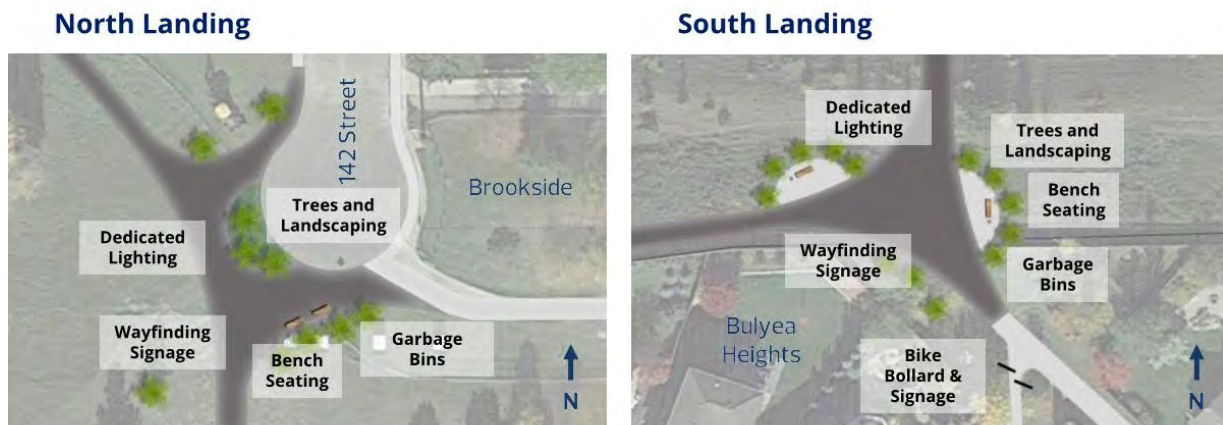 North Landing
South Landing
142 Street
Brookside
Trees and
Landscaping
Dedicated
Lighting
Wayfinding
Signage
Bench
Seating
Garbage
Bins
N
Dedicated
Lighting
Trees and
Landscaping
Bench
Seating
Wayfinding
Signage
Garbage
Bins
Bulyea
Heights
Bike
Bollard &
Signage
N